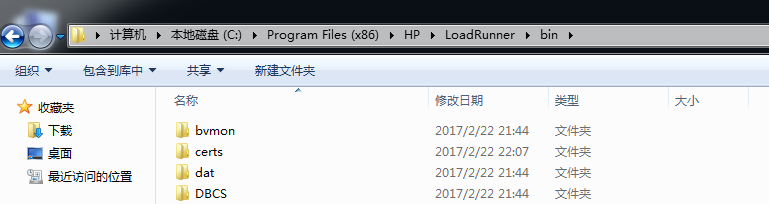 计算机 本地磁盘 (C:) Program Files (x86) HP LoadRunner bin
组织 包含到库中 共享 新建文件夹
收藏夹 名称 修改日期 类型 大小
下载 bvmon 2017/2/22 21:44 文件夹
桌面 certs 2017/2/22 22:07 文件夹
最近访问的位置 dat 2017/2/22 21:44 文件夹
DBCS 2017/2/22 21:44 文件夹